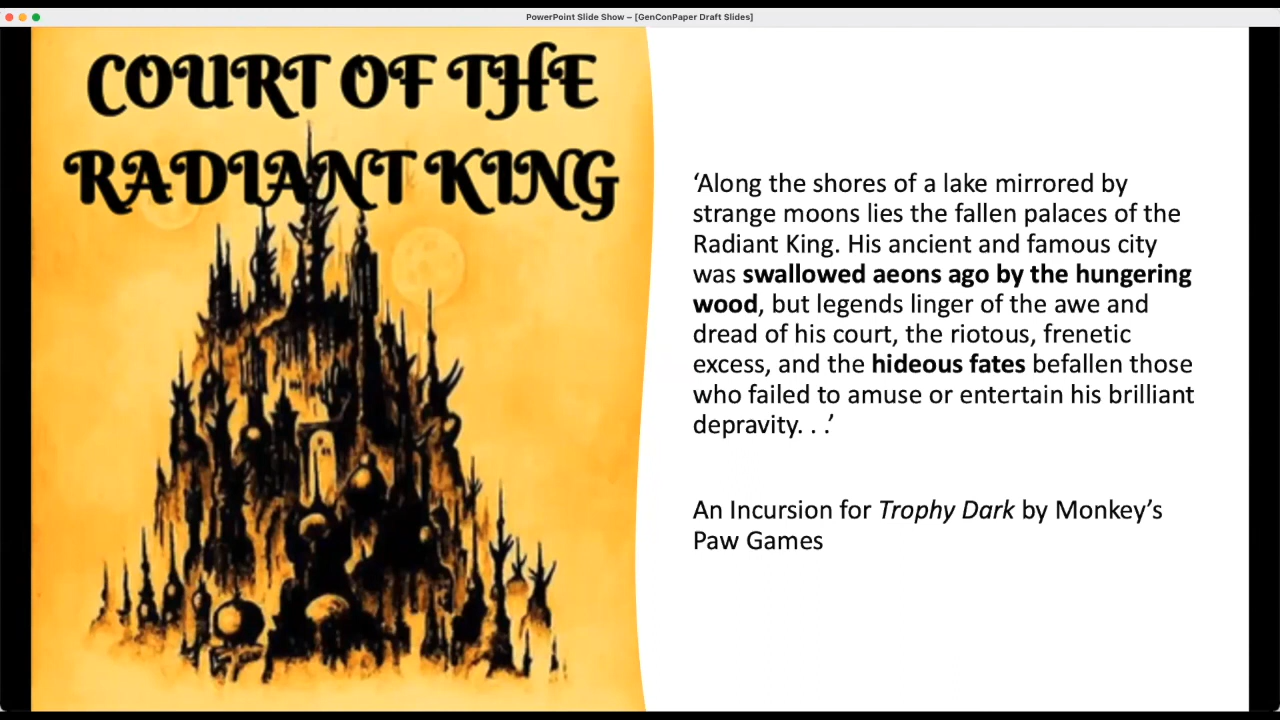 PowerPoint Slide Show – [GenConPaper Draft Slides]
COURT OF THE
RADIANT KING
‘Along the shores of a lake mirrored by
strange moons lies the fallen palaces of the
Radiant King. His ancient and famous city
was swallowed aeons ago by the hungering
wood, but legends linger of the awe and
dread of his court, the riotous, frenetic
excess, and the hideous fates befallen those
who failed to amuse or entertain his brilliant
depravity. . .’
An Incursion for Trophy Dark by Monkey’s
Paw Games